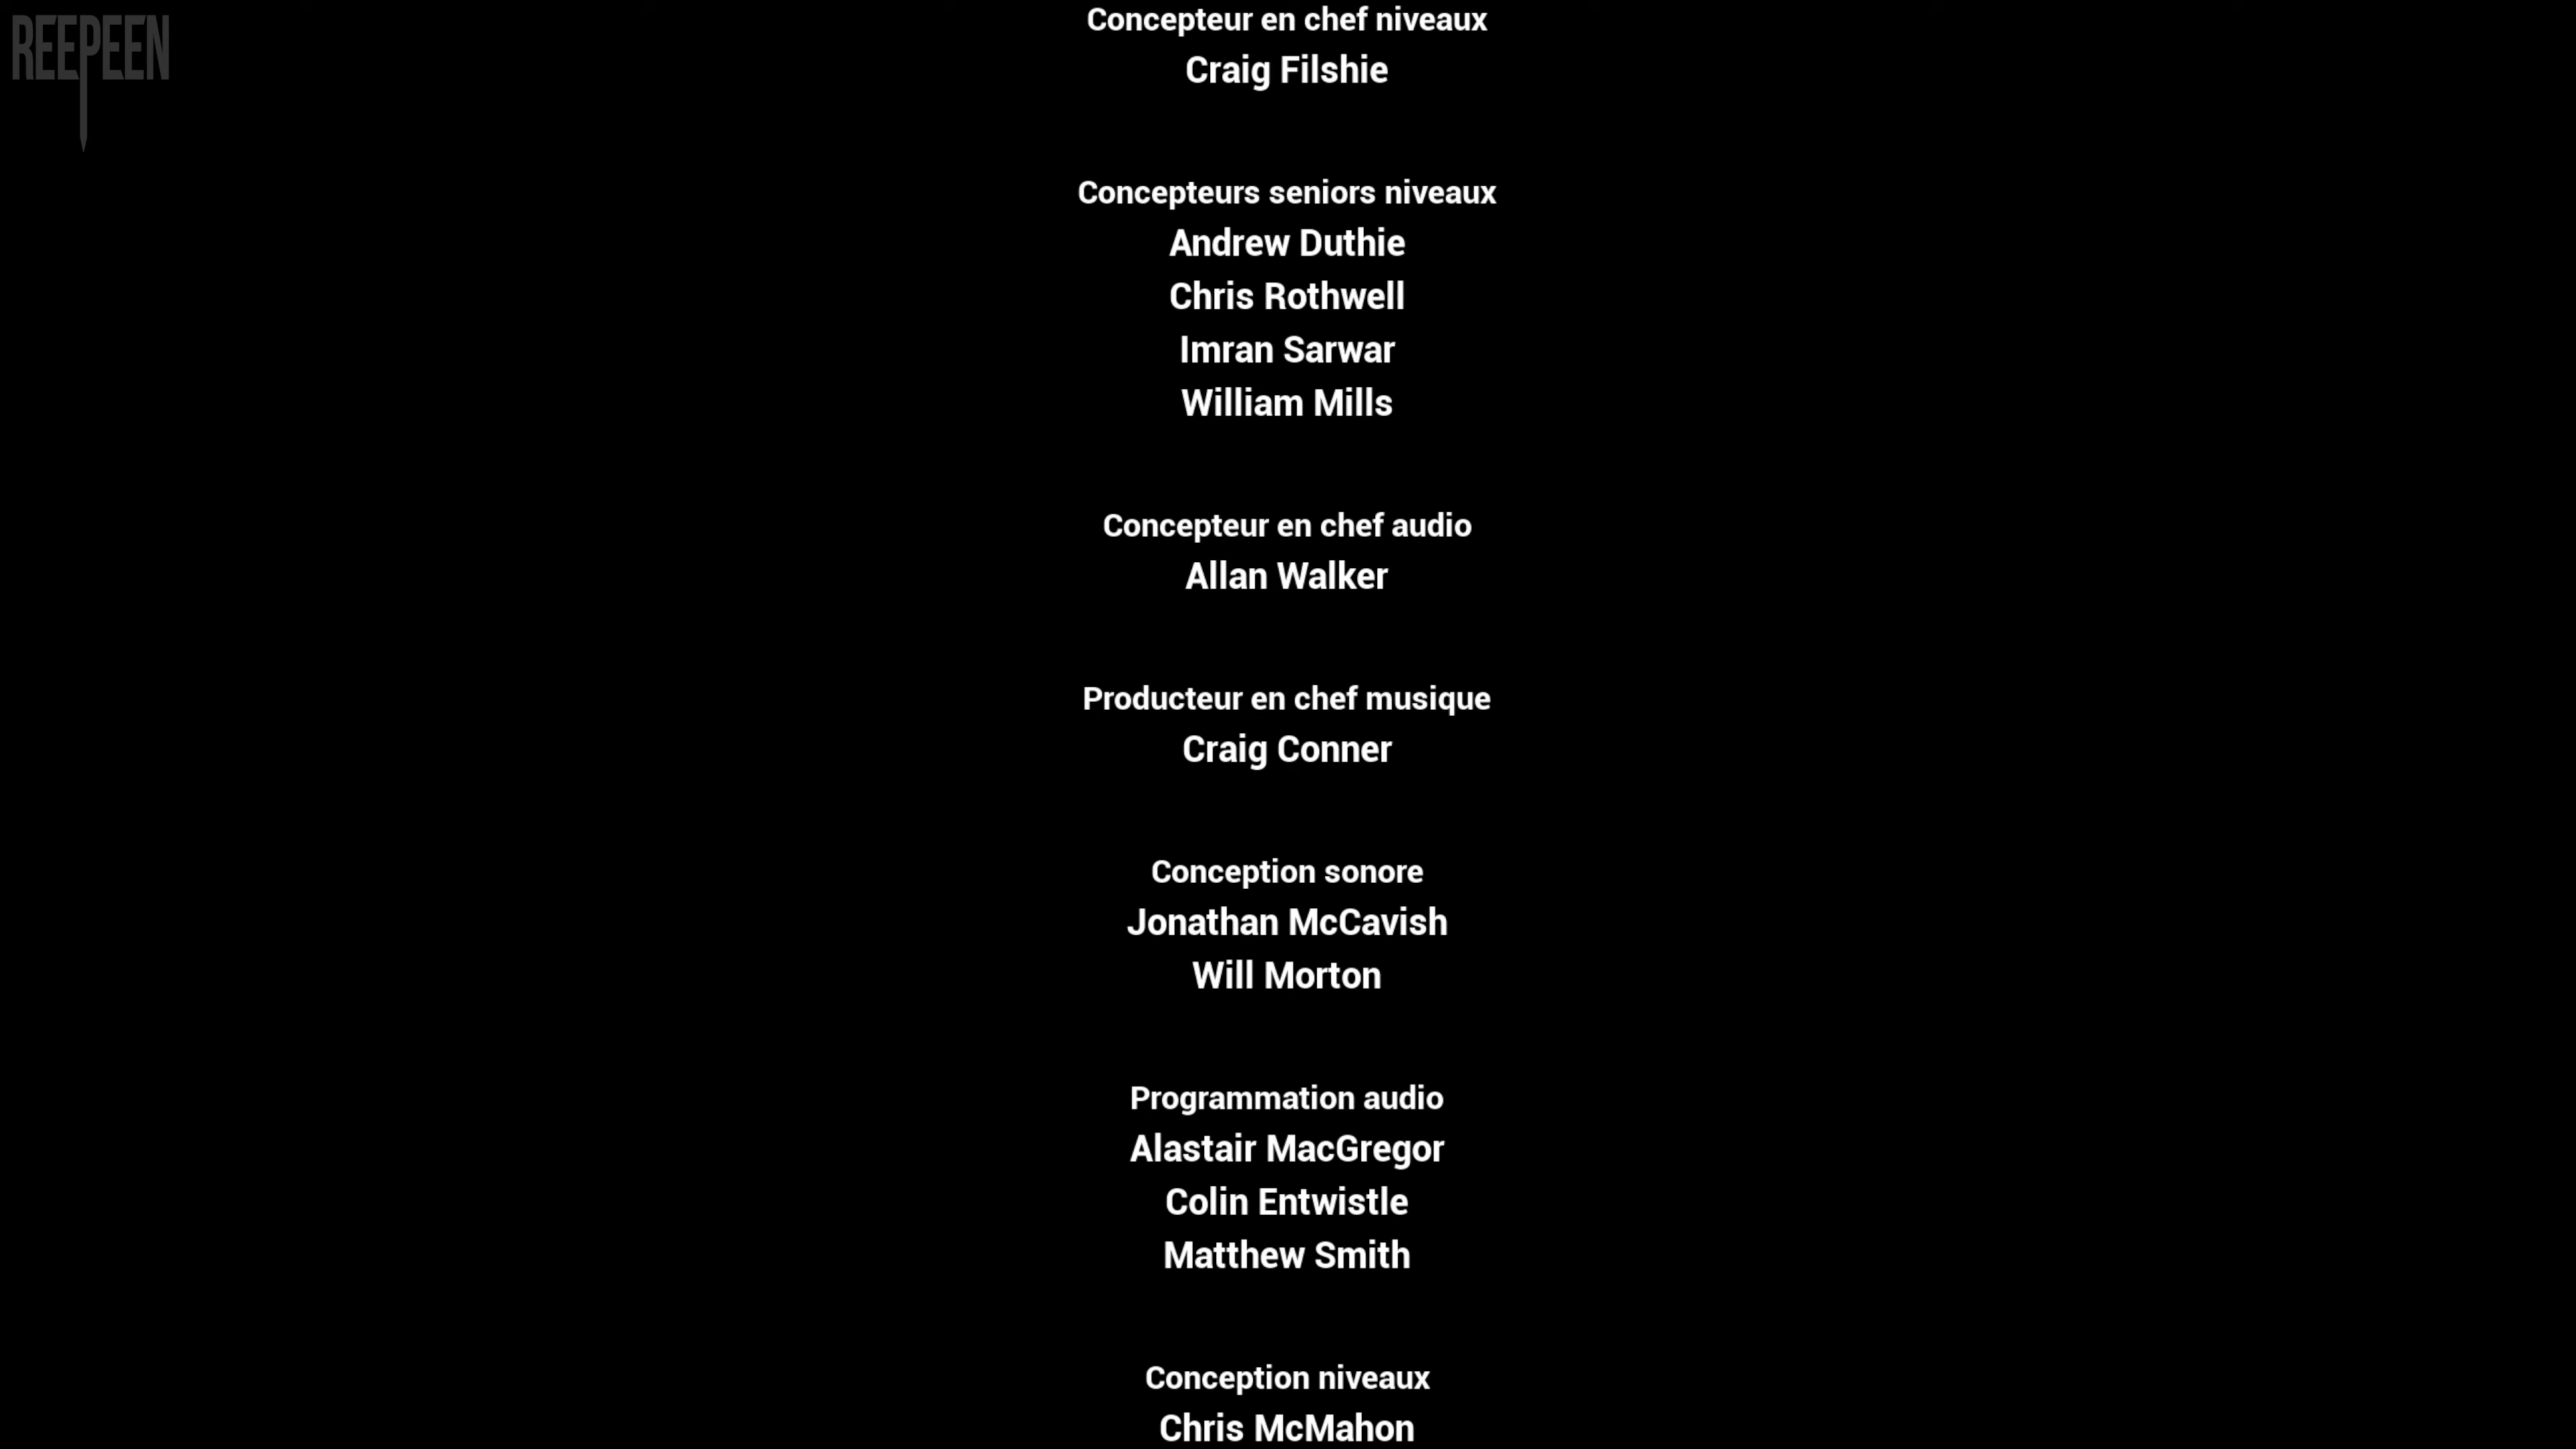 REEPEEN
Concepteur en chef niveaux
Craig Filshie
Concepteurs seniors niveaux
Andrew Duthie
Chris Rothwell
Imran Sarwar
William Mills
Concepteur en chef audio
Allan Walker
Producteur en chef musique
Craig Conner
Conception sonore
Jonathan McCavish
Will Morton
Programmation audio
Alastair MacGregor
Colin Entwistle
Matthew Smith
Conception niveaux
Chris McMahon